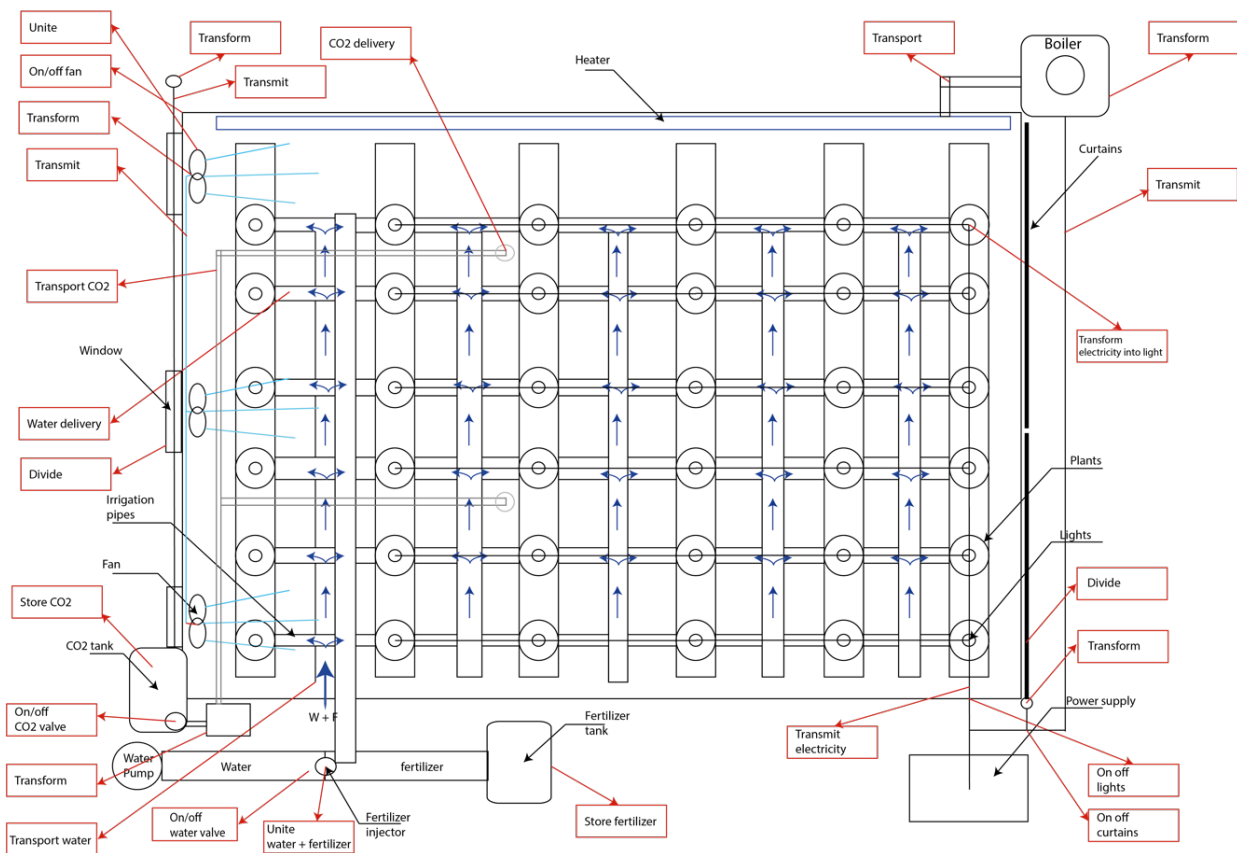 Unite
Transform
CO2 delivery
Transport
Boiler
Transform
On/off fan
Transmit
Heater
Transform
Curtains
Transmit
Transmit
Transport CO2
Window
Transform
electricity into light
Water delivery
Divide
Plants
Irrigation
pipes
Lights
Fan
Store CO2
Divide
CO2 tank
Transform
On/off
CO2 valve
W + F
Fertilizer
tank
Power supply
Transmit
electricity
Water
Pump
Water
fertilizer
Transform
On off
lights
On/off
water valve
Unite
water + fertilizer
Fertilizer
injector
Store fertilizer
On off
curtains
Transport water